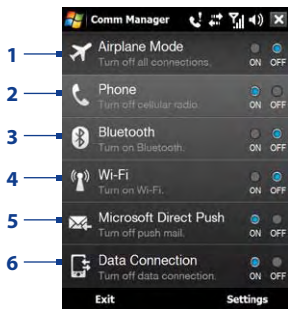 Comm Manager
1 Airplane Mode
Turn off all connections.
ON OFF
2 Phone
Turn off cellular radio.
ON OFF
3 Bluetooth
Turn on Bluetooth.
ON OFF
4 Wi-Fi
Turn on Wi-Fi.
ON OFF
5 Microsoft Direct Push
Turn off push mail.
ON OFF
6 Data Connection
Turn off data connection.
ON OFF
Exit Settings